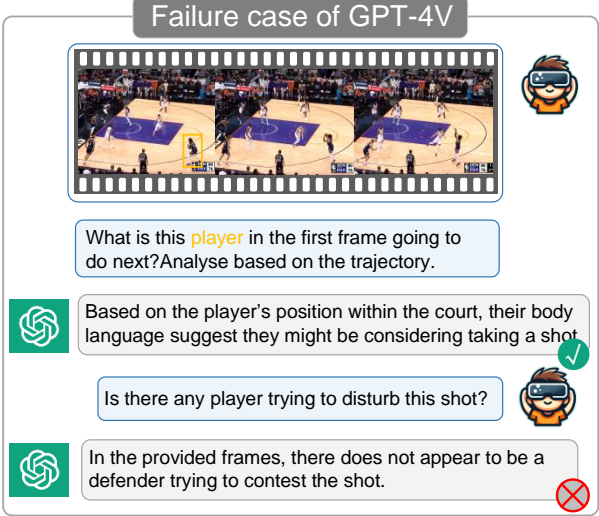 Failure case of GPT-4V
What is this player in the first frame going to
do next?Analyse based on the trajectory.
Based on the player’s position within the court, their body
language suggest they might be considering taking a shot.
Is there any player trying to disturb this shot?
In the provided frames, there does not appear to be a
defender trying to contest the shot.